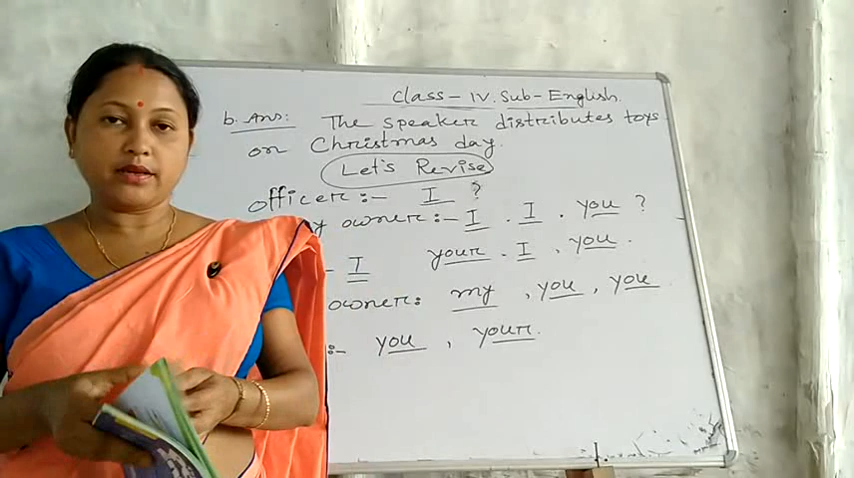 Class - IV. Sub - English.
b. Ans:- The speaker distributes toys
on Christmas day.
Let's Revise
officer :- I ?
owner :- I . I . you ?
I your . I , you .
owner : my , you , you
:- you , your .